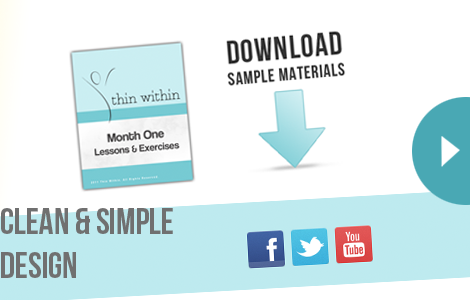 DOWNLOAD
SAMPLE MATERIALS
thin within
Month One
Lessons & Exercises
CLEAN & SIMPLE
DESIGN
f
You
Tube